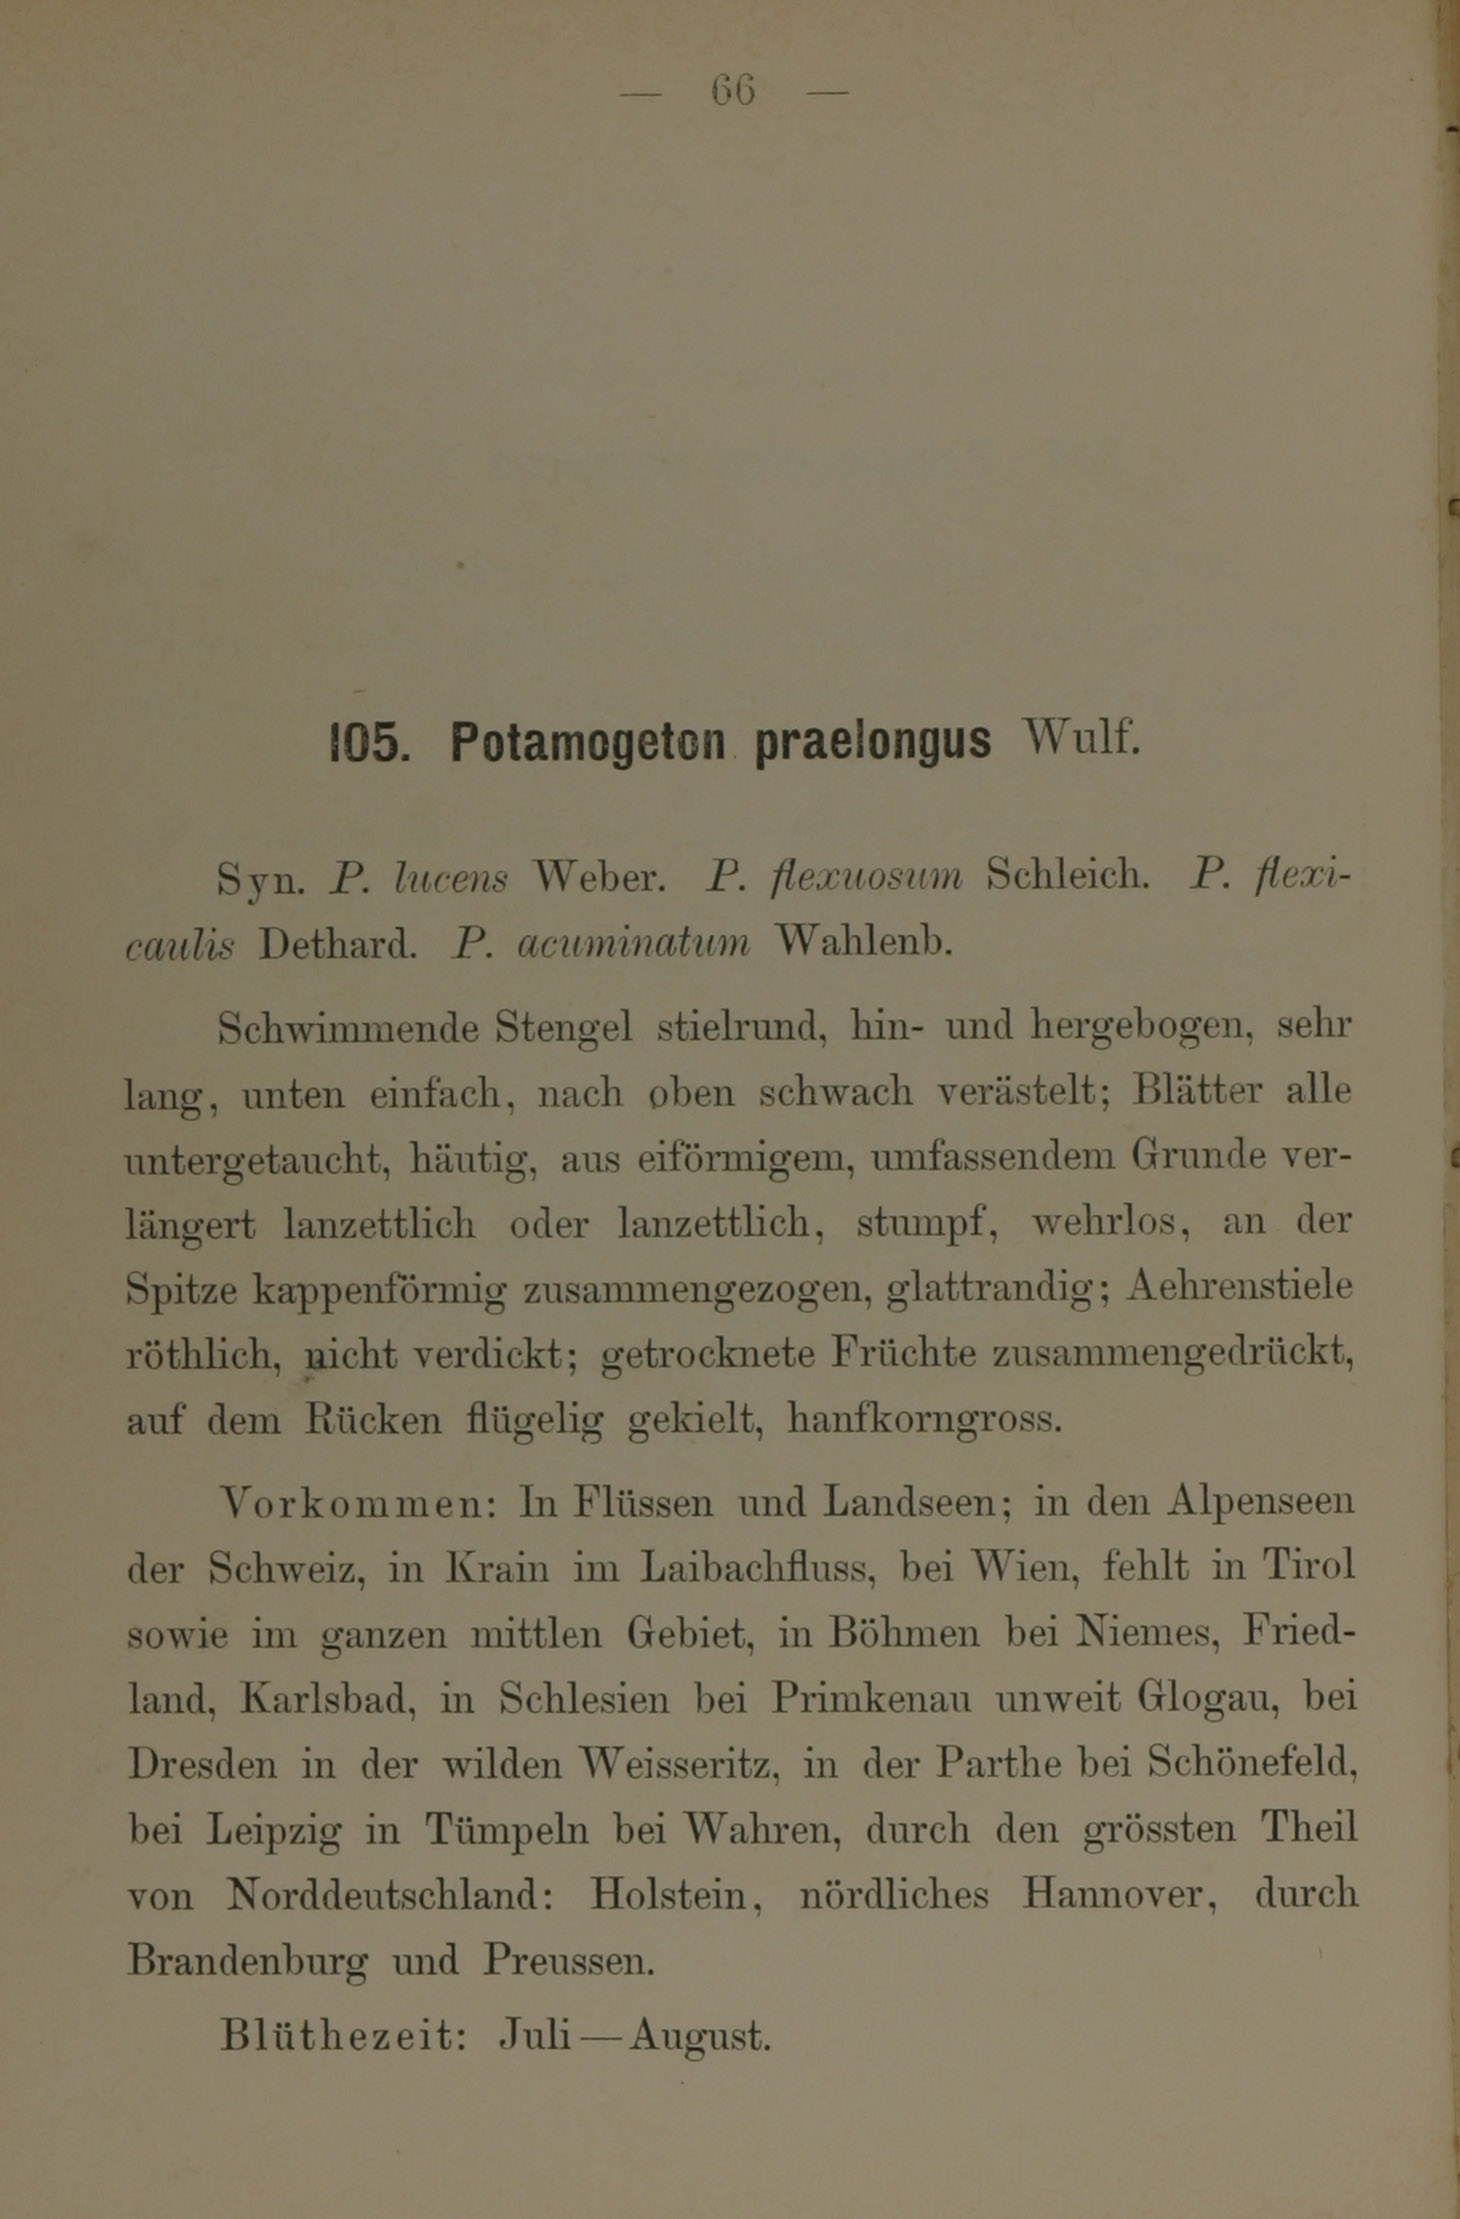 — 66 —
105. Potamogeton praelongus Wulf.
Syn. P. lucens Weber. P. flexuosum Schleich. P. flexi-
caulis Dethard. P. acuminatum Wahlenb.
Schwimmende Stengel stielrund, hin- und hergebogen, sehr
lang, unten einfach, nach oben schwach verästelt; Blätter alle
untergetaucht, häutig, aus eiförmigem, umfassendem Grunde ver-
längert lanzettlich oder lanzettlich, stumpf, wehrlos, an der
Spitze kappenförmig zusammengezogen, glattrandig; Aehrenstiele
röthlich, nicht verdickt; getrocknete Früchte zusammengedrückt,
auf dem Rücken flügelig gekielt, hanfkorngross.
Vorkommen: In Flüssen und Landseen; in den Alpenseen
der Schweiz, in Krain im Laibachfluss, bei Wien, fehlt in Tirol
sowie im ganzen mittlen Gebiet, in Böhmen bei Niemes, Fried-
land, Karlsbad, in Schlesien bei Primkenau unweit Glogau, bei
Dresden in der wilden Weisseritz, in der Parthe bei Schönefeld,
bei Leipzig in Tümpeln bei Wahren, durch den grössten Theil
von Norddeutschland: Holstein, nördliches Hannover, durch
Brandenburg und Preussen.
Blüthezeit: Juli—August.